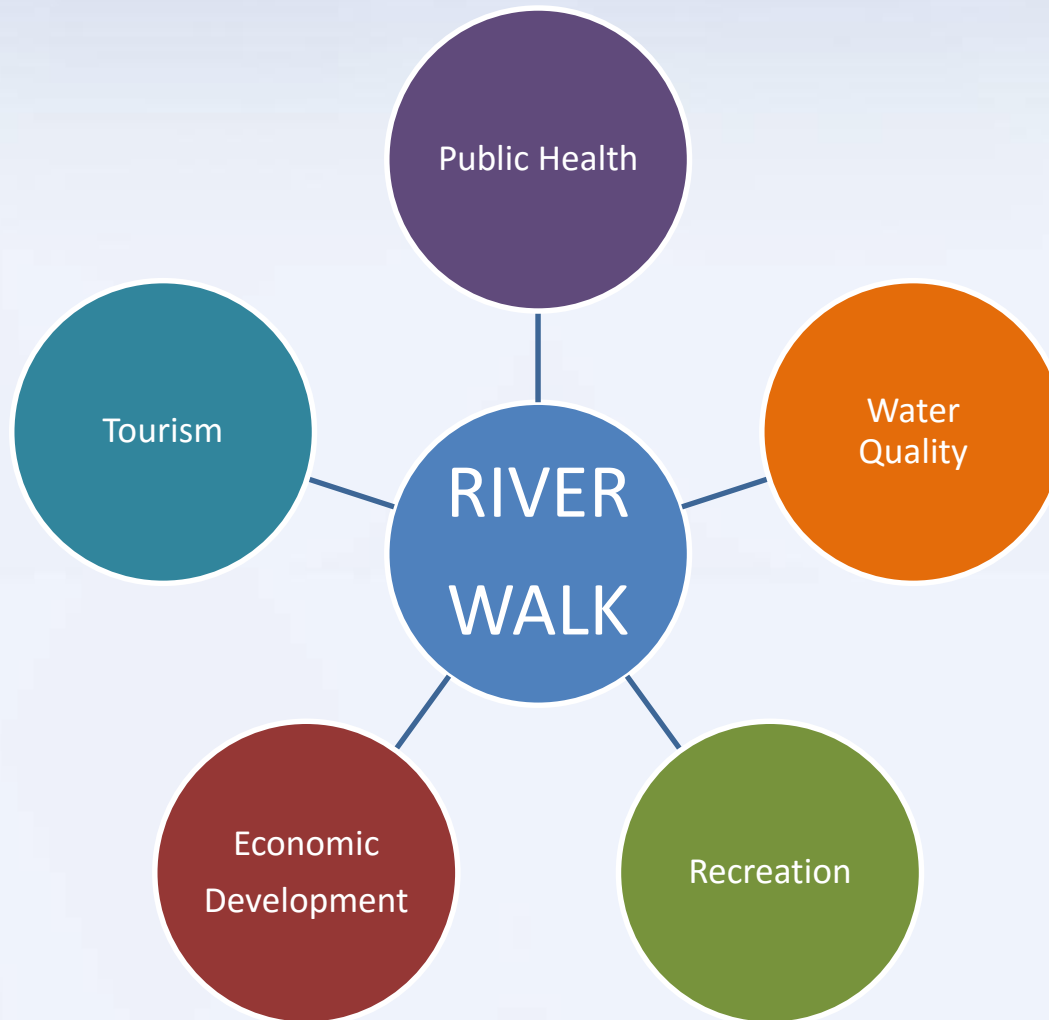 Public Health
Tourism
Water
Quality
RIVER
WALK
Economic
Development
Recreation